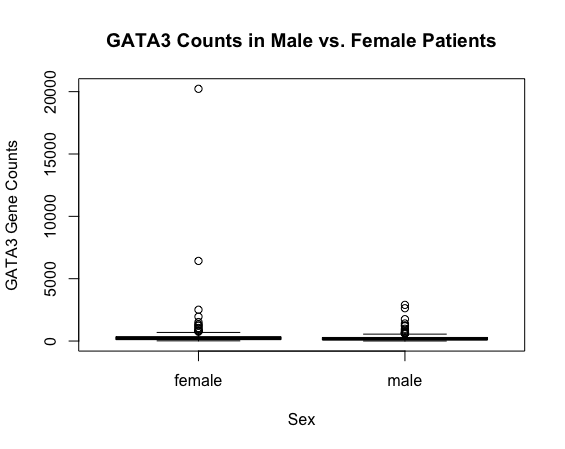 GATA3 Counts in Male vs. Female Patients
GATA3 Gene Counts
20000
15000
10000
5000
0
female male
Sex